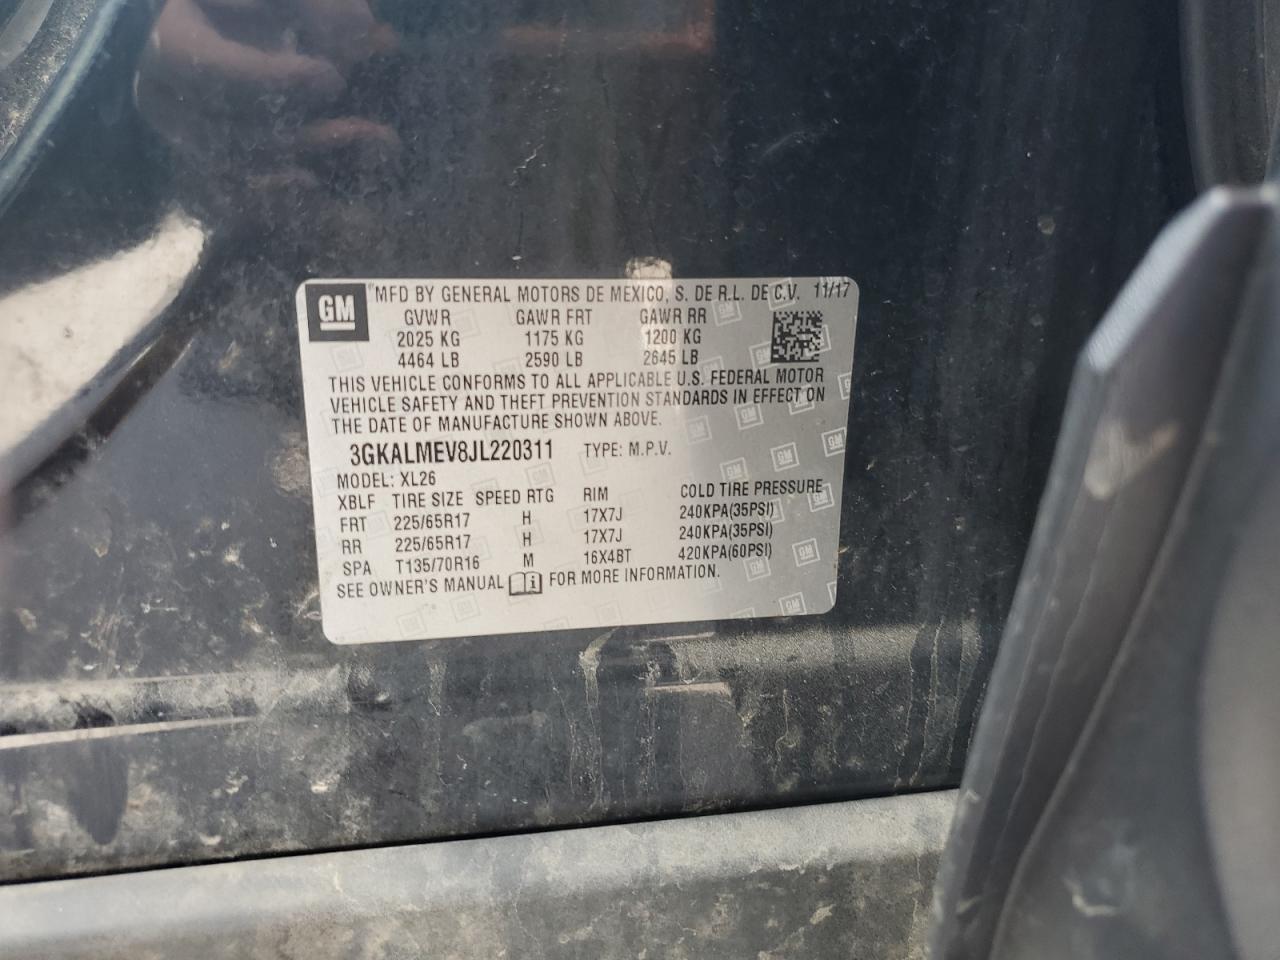 GM ® MFD BY GENERAL MOTORS DE MEXICO, S. DE R.L. DE C.V. 11/17
GVWR GAWR FRT GAWR RR
2025 KG 1175 KG 1200 KG
4464 LB 2590 LB 2645 LB
THIS VEHICLE CONFORMS TO ALL APPLICABLE U.S. FEDERAL MOTOR
VEHICLE SAFETY AND THEFT PREVENTION STANDARDS IN EFFECT ON
THE DATE OF MANUFACTURE SHOWN ABOVE.
3GKALMEV8JL220311 TYPE: M.P.V.
MODEL: XL26
XBLF TIRE SIZE SPEED RTG RIM COLD TIRE PRESSURE
FRT 225/65R17 H 17X7J 240KPA(35PSI)
RR 225/65R17 H 17X7J 240KPA(35PSI)
SPA T135/70R16 M 16X4BT 420KPA(60PSI)
SEE OWNER'S MANUAL FOR MORE INFORMATION.